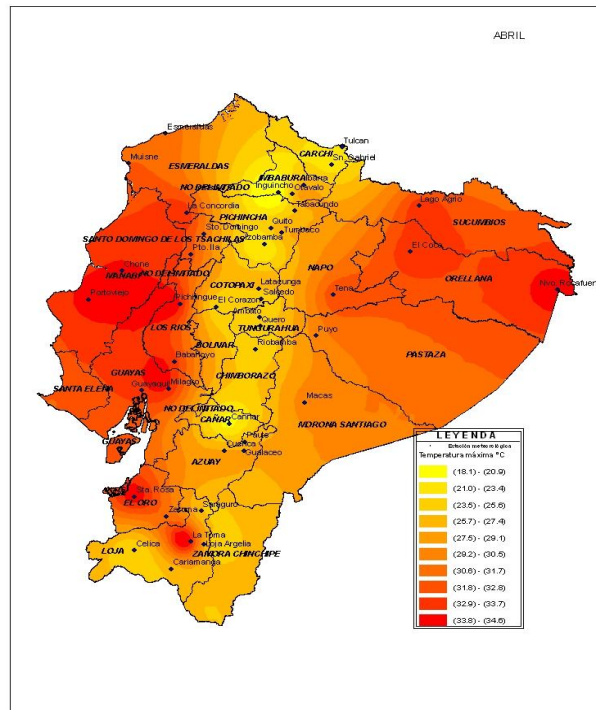 ABRIL
Esmeraldas
Tulcan
CARCHI
Sn. Gabriel
Muisne
ESMERALDAS
IMBABURA
Ibarra
NO DELIMITADO
Inguincho
Otavalo
Lago Agrio
La Concordia
PICHINCHA
Tabacundo
SUCUMBIOS
SANTO DOMINGO DE LOS TSACHILAS
Sto. Domingo
Quito
Tumbaco
Izobamba
El Coca
Pto. Ila
Chone
MANABI
NO DELIMITADO
NAPO
ORELLANA
COTOPAXI
Latacunga
Nvo. Rocafuer
Portoviejo
Pichilingue
El Corazon
Salcedo
Tena
Ambato
LOS RIOS
Quero
TUNGURAHUA
Puyo
BOLIVAR
Riobamba
PASTAZA
Babahoyo
GUAYAS
CHIMBORAZO
SANTA ELENA
Guayaquil
Milagro
Macas
NO DELIMITADO
CAÑAR
Cañar
MORONA SANTIAGO
GUAYAS
Paute
Cuenca
Gualaceo
AZUAY
Sta. Rosa
EL ORO
Zaruma
Saraguro
La Toma
Loja Argelia
LOJA
Celica
ZAMORA CHINCHIPE
Cariamanga
LEYENDA
Estación meteorológica
Temperatura máxima °C
(18.1) - (20.9)
(21.0) - (23.4)
(23.5) - (25.6)
(25.7) - (27.4)
(27.5) - (29.1)
(29.2) - (30.5)
(30.6) - (31.7)
(31.8) - (32.8)
(32.9) - (33.7)
(33.8) - (34.6)